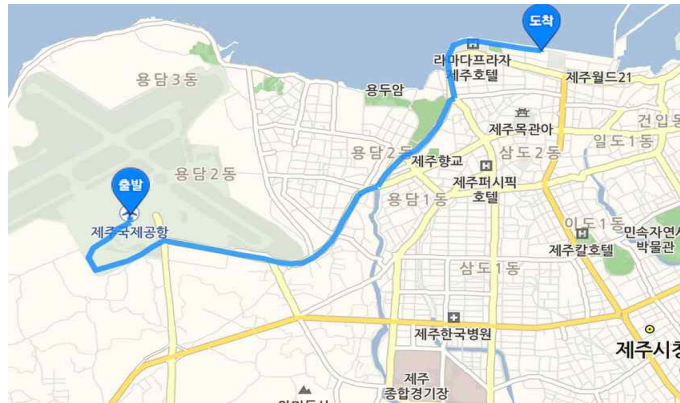 도착
라마다프라자
제주호텔
용담3동
제주월드21
용두암
건입동
제주목관아
일도1동
용담2동
삼도2동
제주향교
용담2동
출발
제주퍼시픽
호텔
용담1동
제주국제공항
이도1동
민속자연사
박물관
제주칼호텔
삼도1동
제주한국병원
제주시청
제주
종합경기장